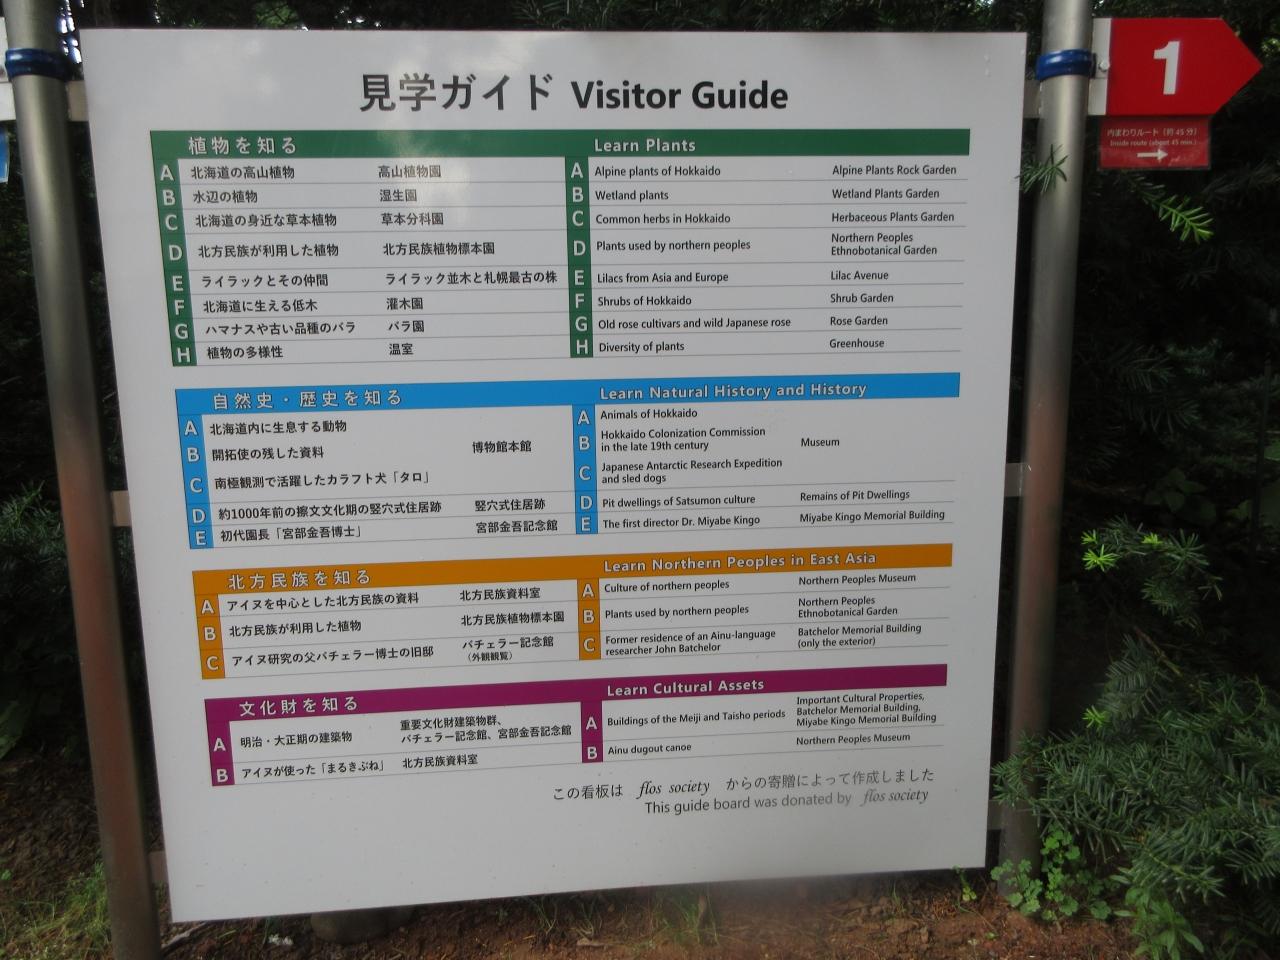 見学ガイド Visitor Guide
植物を知る
A 北海道の高山植物 高山植物園
B 水辺の植物 湿生園
C 北海道の身近な草本植物 草本分科園
D 北方民族が利用した植物 北方民族植物標本園
E ライラックとその仲間 ライラック並木と札幌最古の株
F 北海道に生える低木 灌木園
G ハマナスや古い品種のバラ バラ園
H 植物の多様性 温室
Learn Plants
A Alpine plants of Hokkaido Alpine Plants Rock Garden
B Wetland plants Wetland Plants Garden
C Common herbs in Hokkaido Herbaceous Plants Garden
D Plants used by northern peoples Northern Peoples
Ethnobotanical Garden
E Lilacs from Asia and Europe Lilac Avenue
F Shrubs of Hokkaido Shrub Garden
G Old rose cultivars and wild Japanese rose Rose Garden
H Diversity of plants Greenhouse
自然史・歴史を知る
A 北海道内に生息する動物
B 開拓使の残した資料 博物館本館
C 南極観測で活躍したカラフト犬「タロ」
D 約1000年前の擦文文化期の竪穴式住居跡 竪穴式住居跡
E 初代園長「宮部金吾博士」 宮部金吾記念館
Learn Natural History and History
A Animals of Hokkaido
B Hokkaido Colonization Commission
in the late 19th century Museum
C Japanese Antarctic Research Expedition
and sled dogs
D Pit dwellings of Satsumon culture Remains of Pit Dwellings
E The first director Dr. Miyabe Kingo Miyabe Kingo Memorial Building
北方民族を知る
A アイヌを中心とした北方民族の資料 北方民族資料室
B 北方民族が利用した植物 北方民族植物標本園
C アイヌ研究の父バチェラー博士の旧邸 バチェラー記念館
（外観観覧）
Learn Northern Peoples in East Asia
A Culture of northern peoples Northern Peoples Museum
B Plants used by northern peoples Northern Peoples
Ethnobotanical Garden
C Former residence of an Ainu-language
researcher John Batchelor Batchelor Memorial Building
(only the exterior)
文化財を知る
A 明治・大正期の建築物 重要文化財建築物群、
バチェラー記念館、宮部金吾記念館
B アイヌが使った「まるきぶね」 北方民族資料室
Learn Cultural Assets
A Buildings of the Meiji and Taisho periods Important Cultural Properties,
Batchelor Memorial Building,
Miyabe Kingo Memorial Building
B Ainu dugout canoe Northern Peoples Museum
この看板は flos society からの寄贈によって作成しました
This guide board was donated by flos society
1
内まわりルート（約45分）
Inside route (about 45 min.)